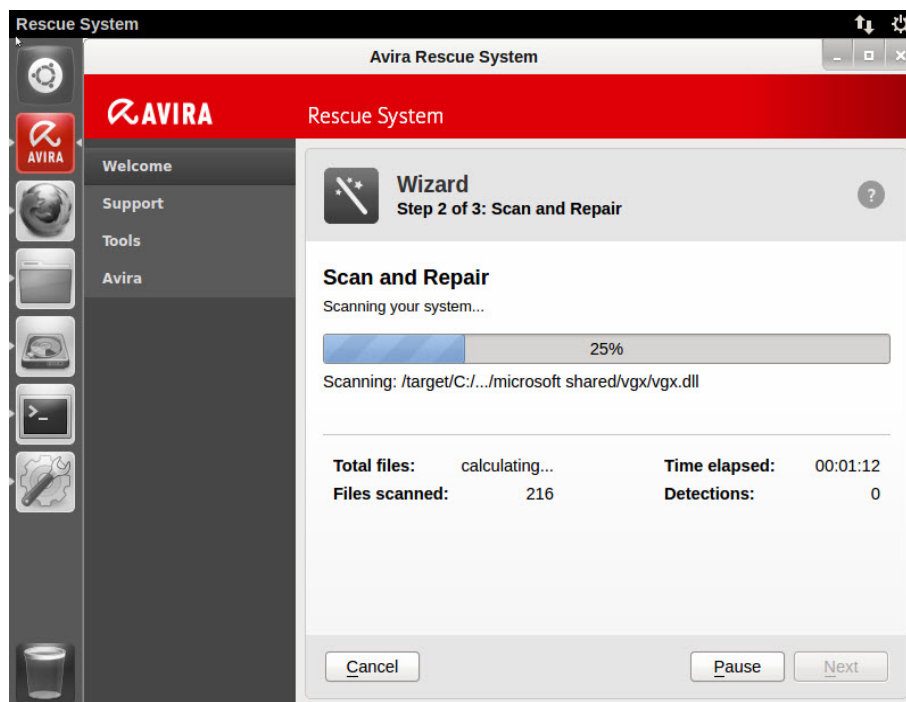 Rescue System
Avira Rescue System
AVIRA
Rescue System
AVIRA
Welcome
Support
Tools
Avira
Wizard
Step 2 of 3: Scan and Repair
?
Scan and Repair
Scanning your system...
25%
Scanning: /target/C:/.../microsoft shared/vgx/vgx.dll
Total files: calculating... Time elapsed: 00:01:12
Files scanned: 216 Detections: 0
>_
Cancel Pause Next